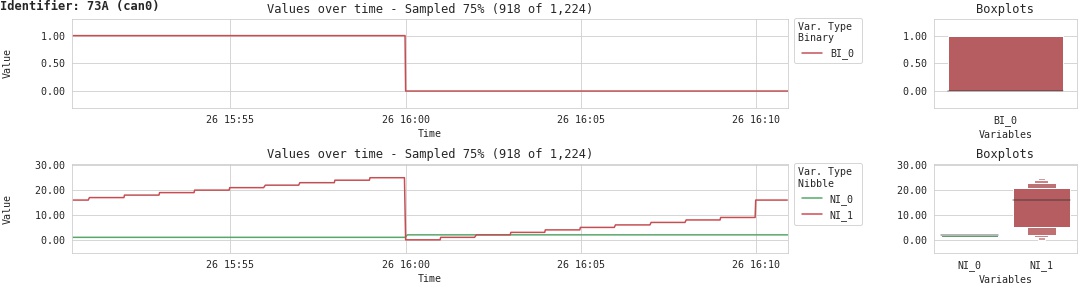 Identifier: 73A (can0)
Values over time - Sampled 75% (918 of 1,224)
Boxplots
Value
1.00
0.50
0.00
26 15:55
26 16:00
26 16:05
26 16:10
Time
Var. Type
Binary
BI_0
1.00
0.50
0.00
BI_0
Variables
Values over time - Sampled 75% (918 of 1,224)
Boxplots
Value
30.00
20.00
10.00
0.00
26 15:55
26 16:00
26 16:05
26 16:10
Time
Var. Type
Nibble
NI_0
NI_1
30.00
20.00
10.00
0.00
NI_0
NI_1
Variables